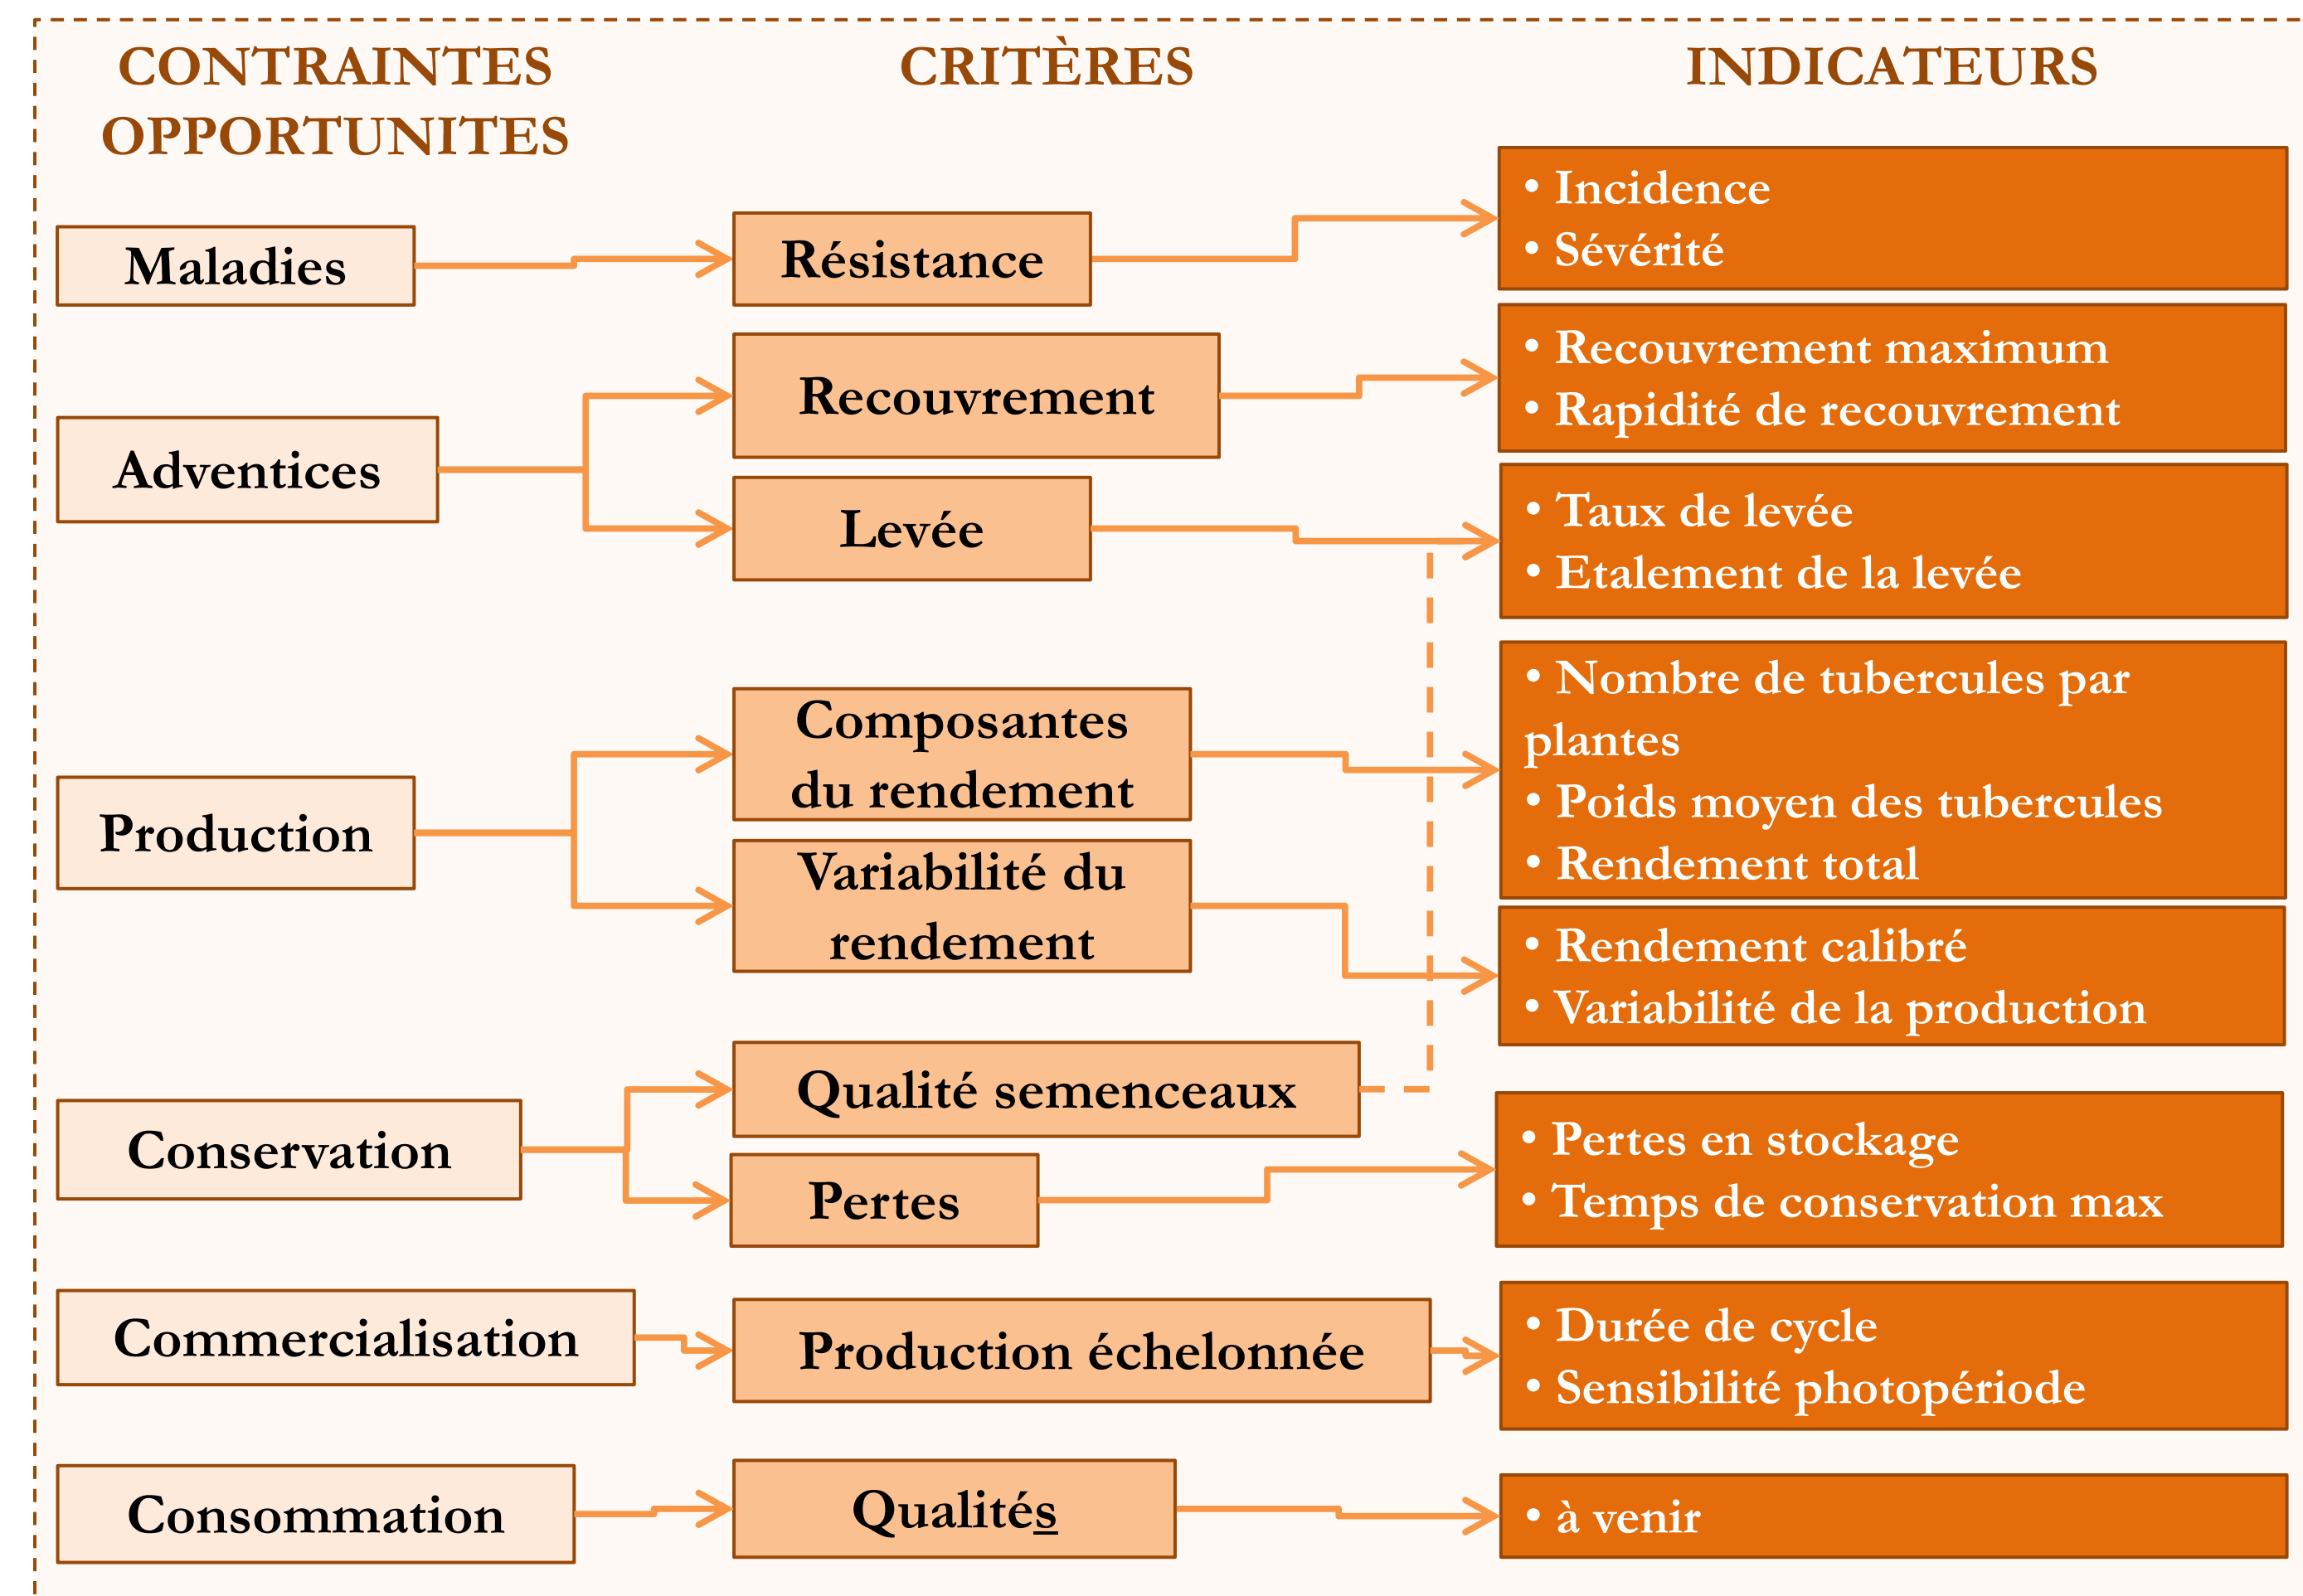 CONTRAINTES
OPPORTUNITES
CRITÈRES
INDICATEURS
Maladies
Résistance
• Incidence
• Sévérité
Adventices
Recouvrement
• Recouvrement maximum
• Rapidité de recouvrement
Levée
• Taux de levée
• Etalement de la levée
Production
Composantes
du rendement
• Nombre de tubercules par
plantes
• Poids moyen des tubercules
• Rendement total
Variabilité du
rendement
• Rendement calibré
• Variabilité de la production
Conservation
Qualité semenceaux
Pertes
• Pertes en stockage
• Temps de conservation max
Commercialisation
Production échelonnée
• Durée de cycle
• Sensibilité photopériode
Consommation
Qualités
• à venir